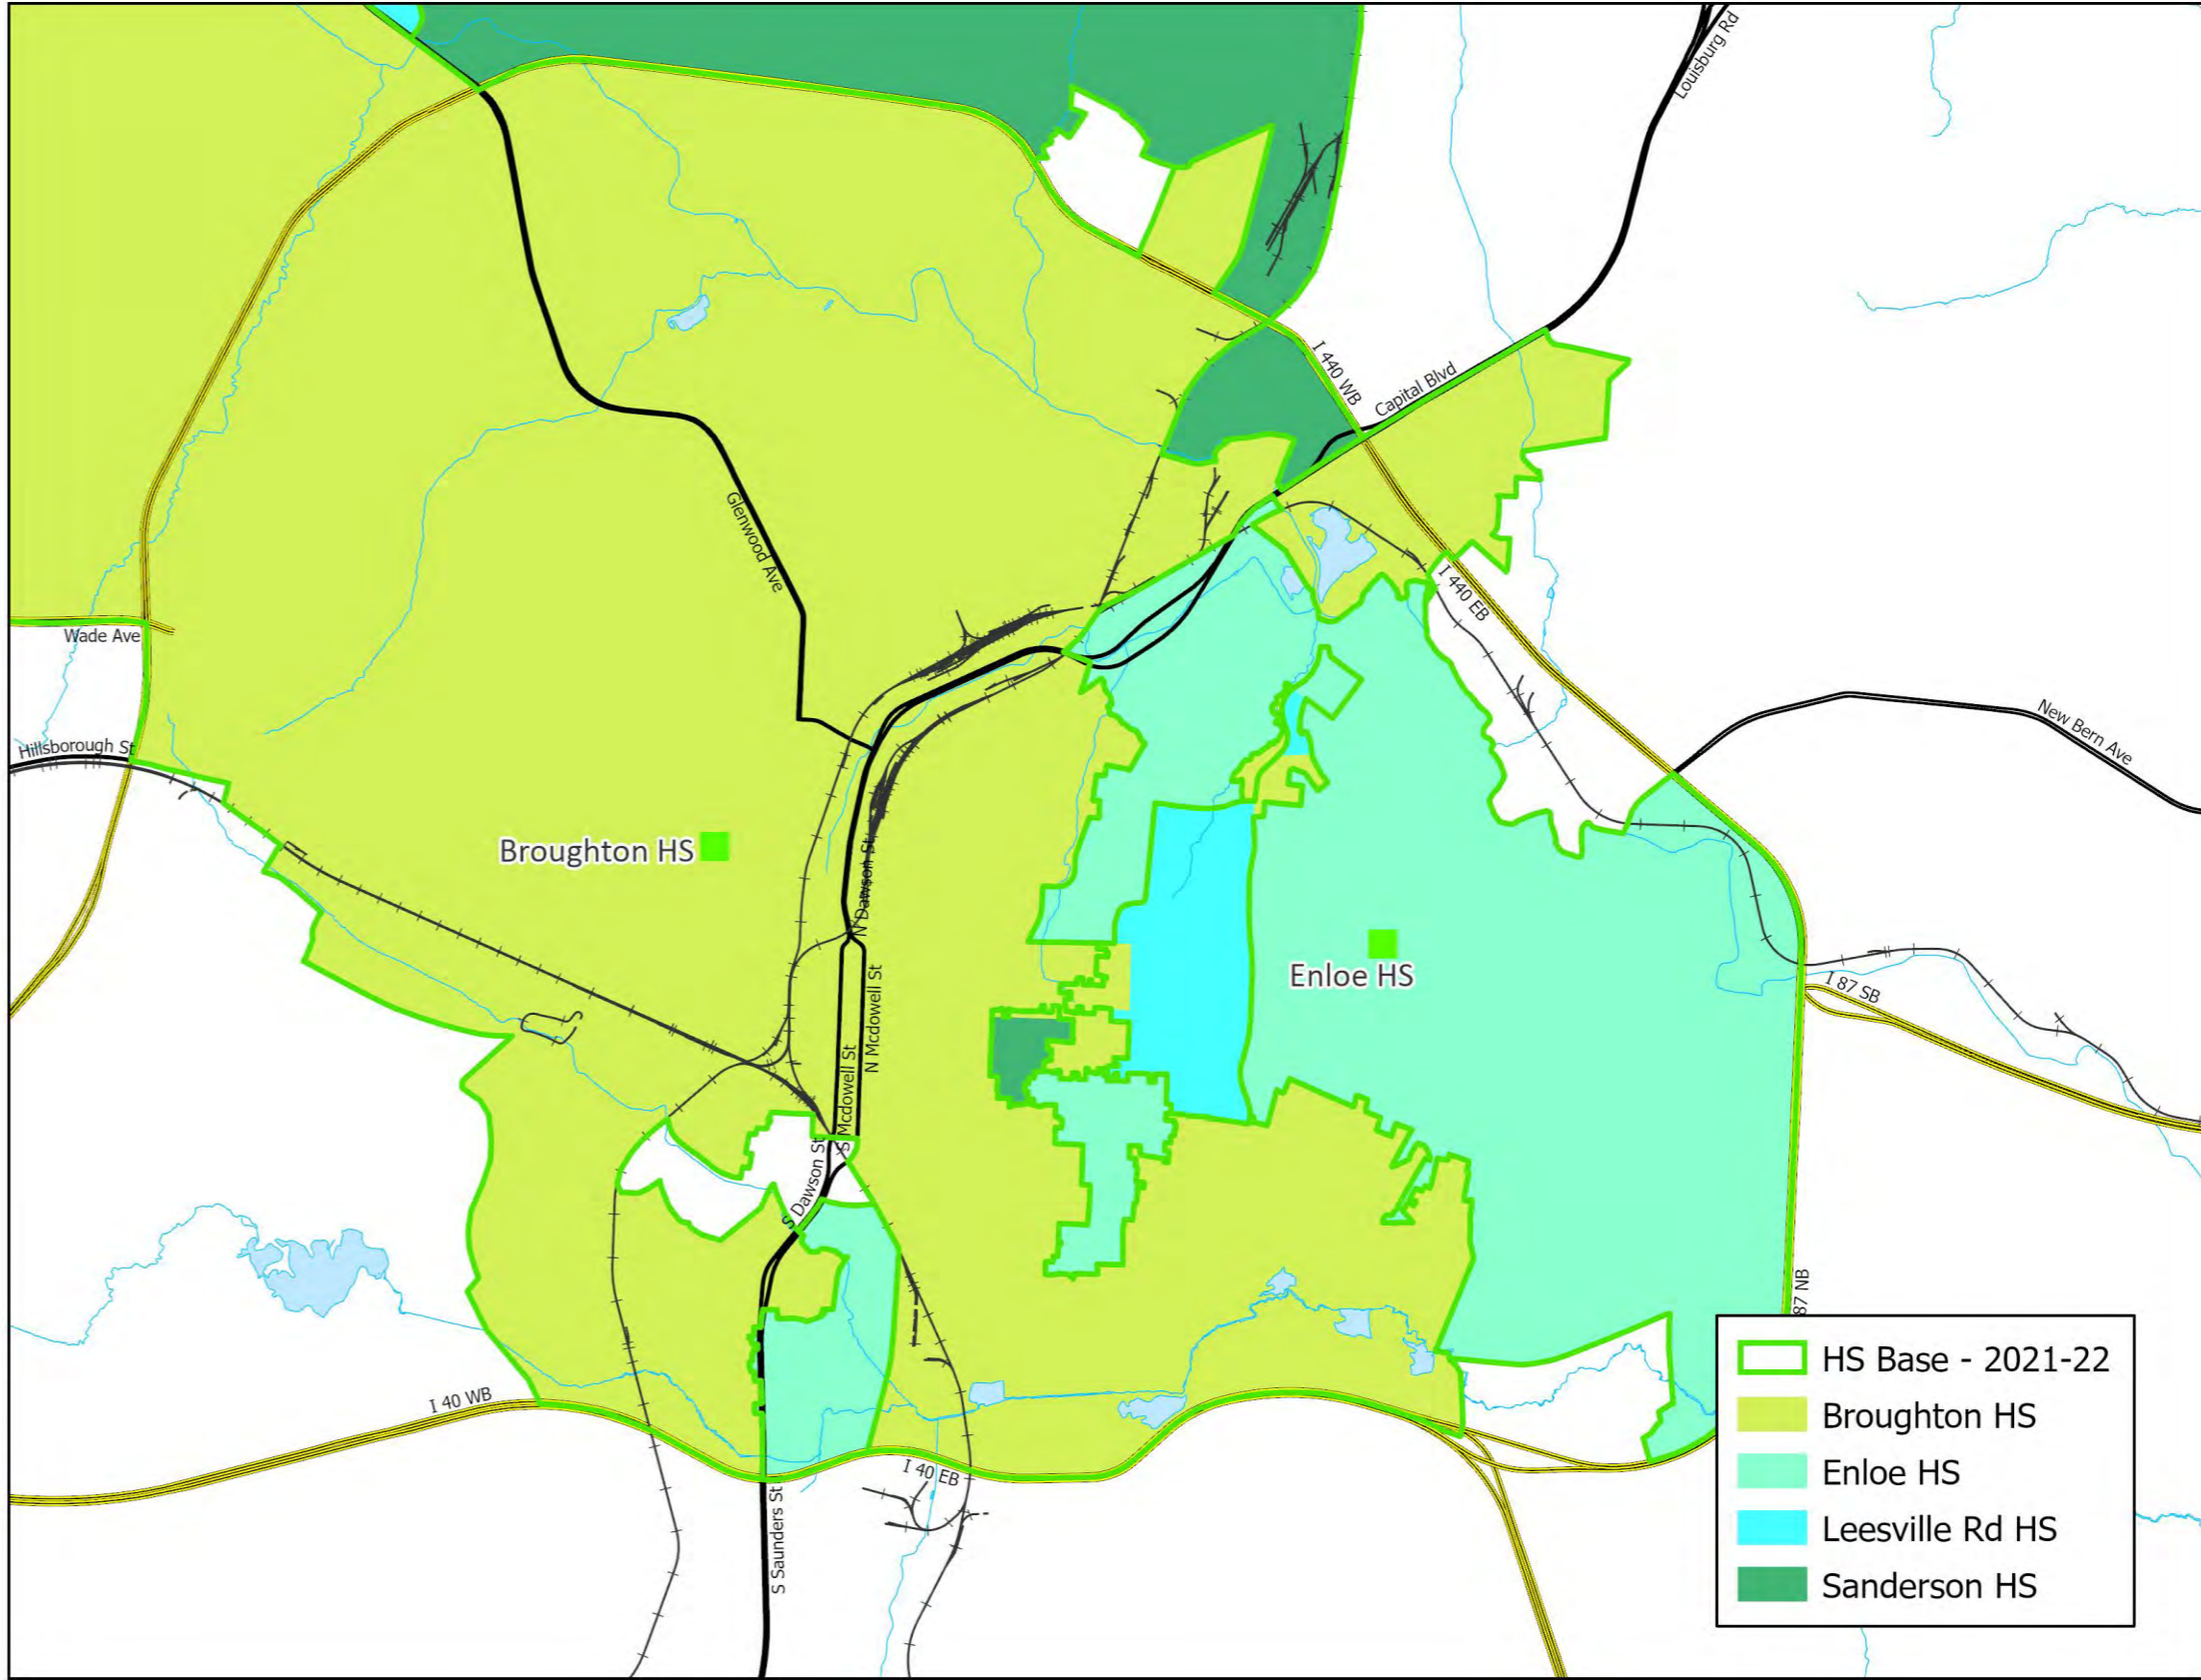 Louisburg Rd
I 440 WB
Capital Blvd
Glenwood Ave
I 440 EB
Wade Ave
New Bern Ave
Hillsborough St
Broughton HS
N Dawson St
Enloe HS
I 87 SB
N Mcdowell St
S Mcdowell St
S Dawson St
87 NB
I 40 WB
I 40 EB
S Saunders St
HS Base - 2021-22
Broughton HS
Enloe HS
Leesville Rd HS
Sanderson HS